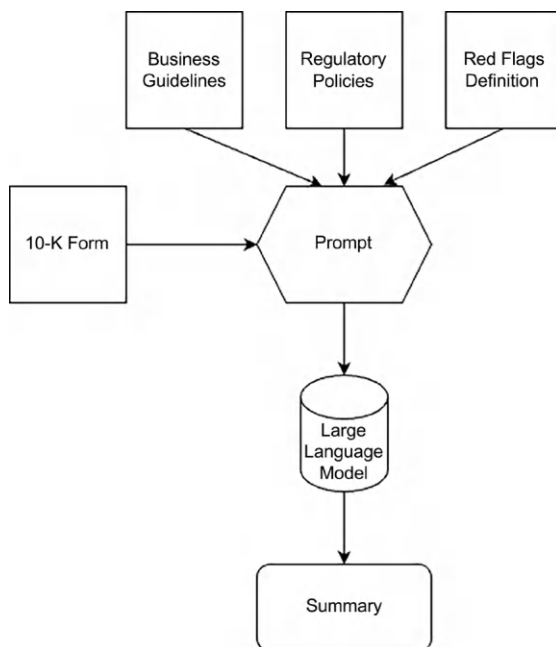 Business
Guidelines
Regulatory
Policies
Red Flags
Definition
10-K Form
Prompt
Large
Language
Model
Summary